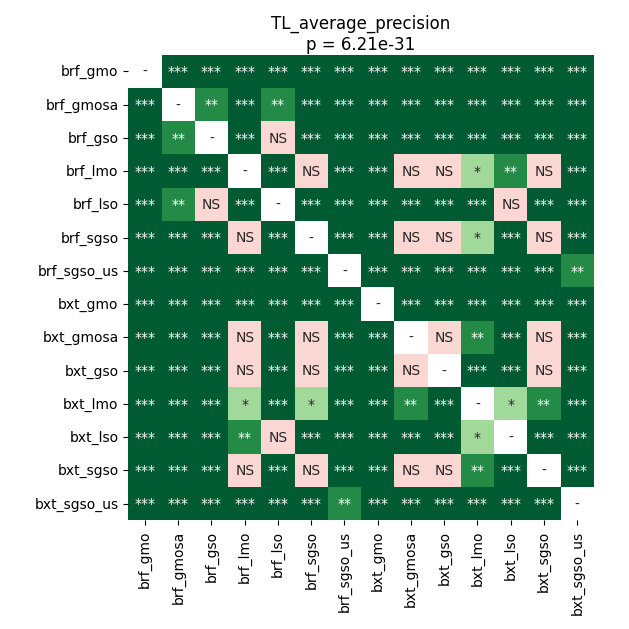 TL_average_precision
p = 6.21e-31
brf_gmo - *** *** *** *** *** *** *** *** *** *** *** *** ***
brf_gmosa *** - ** *** ** *** *** *** *** *** *** *** *** ***
brf_gso *** ** - *** NS *** *** *** *** *** *** *** *** ***
brf_lmo *** *** *** - *** NS *** *** NS NS * ** NS ***
brf_lso *** ** NS *** - *** *** *** *** *** *** NS *** ***
brf_sgso *** *** *** NS *** - *** *** NS NS * *** NS ***
brf_sgso_us *** *** *** *** *** *** - *** *** *** *** *** *** **
bxt_gmo *** *** *** *** *** *** *** - *** *** *** *** *** ***
bxt_gmosa *** *** *** NS *** NS *** *** - NS ** *** NS ***
bxt_gso *** *** *** NS *** NS *** *** NS - *** *** NS ***
bxt_lmo *** *** *** * *** * *** *** ** *** - * ** ***
bxt_lso *** *** *** ** NS *** *** *** *** *** * - *** ***
bxt_sgso *** *** *** NS *** NS *** *** NS NS ** *** - ***
bxt_sgso_us *** *** *** *** *** *** ** *** *** *** *** *** *** -
brf_gmo
brf_gmosa
brf_gso
brf_lmo
brf_lso
brf_sgso
brf_sgso_us
bxt_gmo
bxt_gmosa
bxt_gso
bxt_lmo
bxt_lso
bxt_sgso
bxt_sgso_us